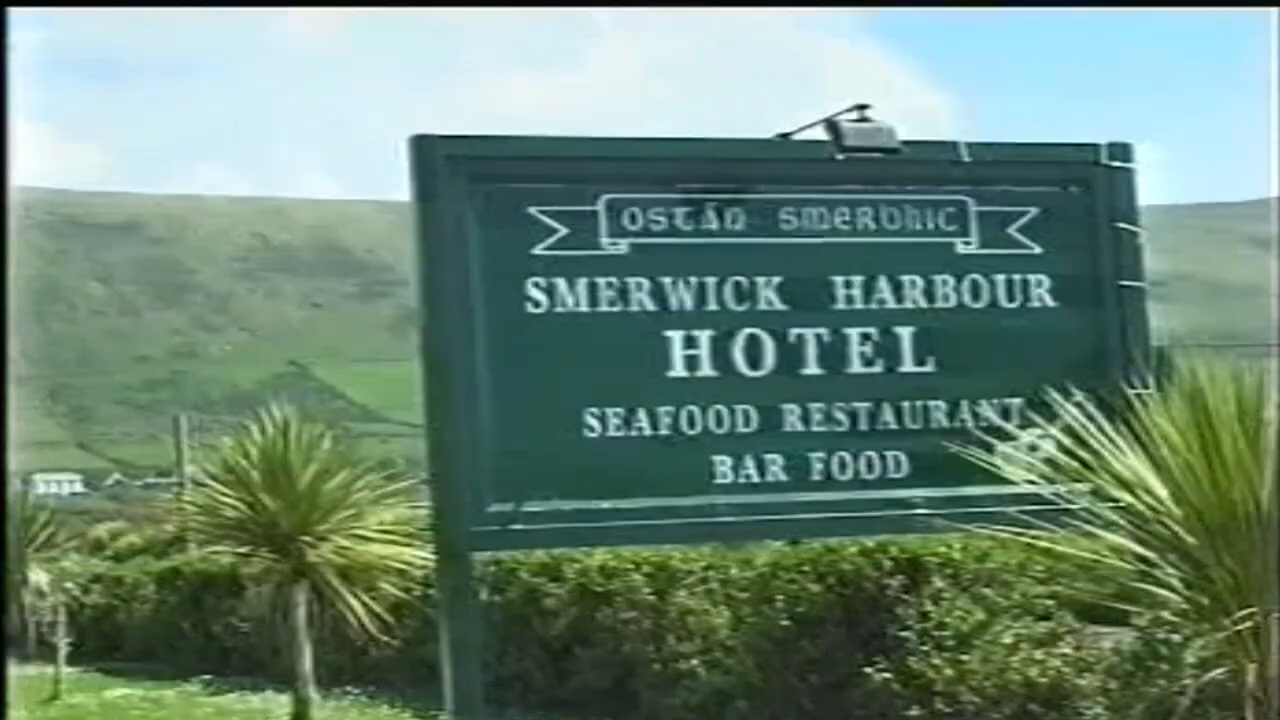 Ostán Smerbhic
SMERWICK HARBOUR
HOTEL
SEAFOOD RESTAURANT
BAR FOOD